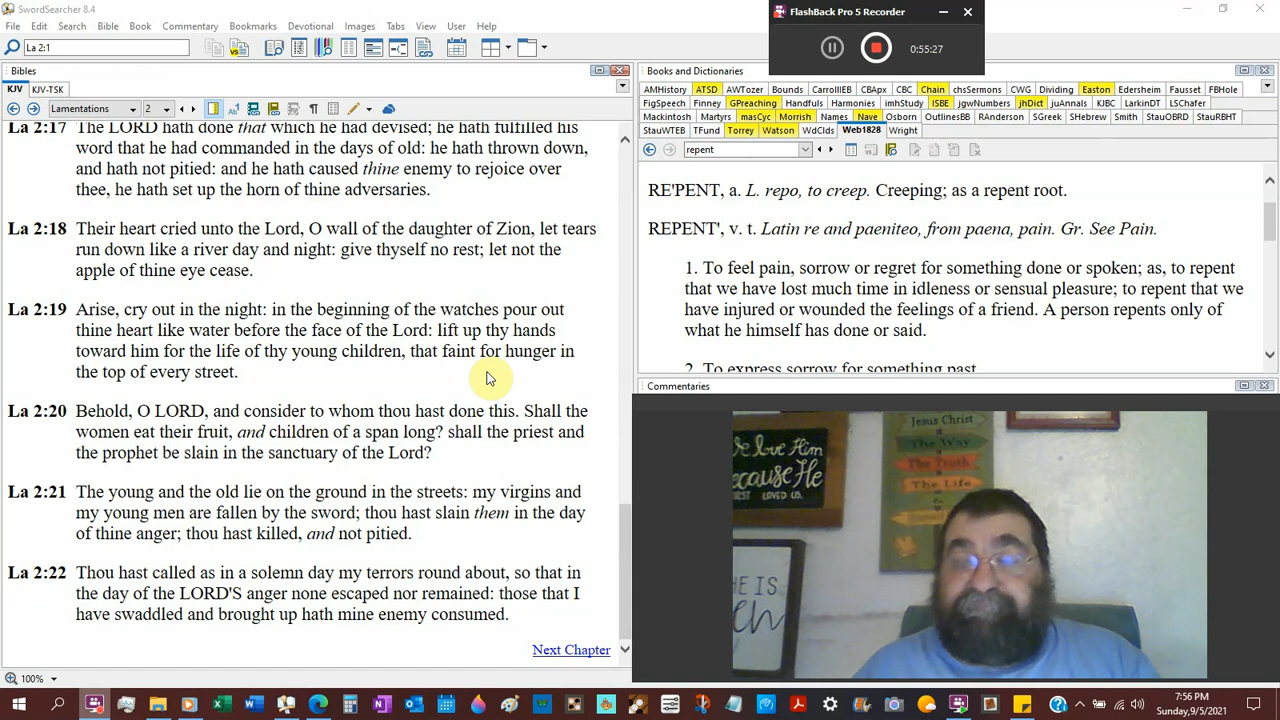 SwordSearcher 8.4
FlashBack Pro 5 Recorder
File Edit Search Bible Book Commentary Bookmarks Devotional Images Tabs View User Help
0:55:27
La 2:1
Bibles
Books and Dictionaries
KJV KJV-TSK
AMHistory ATSD AWTozer Bounds CarrollIEB CBApx CBC Chain chsSermons CWG Dividing Easton Edersheim Fausset FBHole
FigSpeech Finney GPreaching Handfuls Harmonies imhStudy ISBE jgwNumbers jhDict juAnnals KJBC LarkinDT LSChafer
Mackintosh Martyrs masCyc Morrish Names Nave Osborn OutlinesBB RAnderson SGreek SHebrew Smith StauOBRD StauRBHT
StauWTEB TFund Torrey Watson WdClds Web1828 Wright
Lamentations 2
repent
La 2:17 The LORD hath done that which he had devised; he hath fulfilled his
word that he had commanded in the days of old: he hath thrown down,
and hath not pitied: and he hath caused thine enemy to rejoice over
thee, he hath set up the horn of thine adversaries.
La 2:18 Their heart cried unto the Lord, O wall of the daughter of Zion, let tears
run down like a river day and night: give thyself no rest; let not the
apple of thine eye cease.
La 2:19 Arise, cry out in the night: in the beginning of the watches pour out
thine heart like water before the face of the Lord: lift up thy hands
toward him for the life of thy young children, that faint for hunger in
the top of every street.
La 2:20 Behold, O LORD, and consider to whom thou hast done this. Shall the
women eat their fruit, and children of a span long? shall the priest and
the prophet be slain in the sanctuary of the Lord?
La 2:21 The young and the old lie on the ground in the streets: my virgins and
my young men are fallen by the sword; thou hast slain them in the day
of thine anger; thou hast killed, and not pitied.
La 2:22 Thou hast called as in a solemn day my terrors round about, so that in
the day of the LORD'S anger none escaped nor remained: those that I
have swaddled and brought up hath mine enemy consumed.
Next Chapter
100%
RE'PENT, a. L. repo, to creep. Creeping; as a repent root.
REPENT', v. t. Latin re and paeniteo, from paena, pain. Gr. See Pain.
1. To feel pain, sorrow or regret for something done or spoken; as, to repent
that we have lost much time in idleness or sensual pleasure; to repent that we
have injured or wounded the feelings of a friend. A person repents only of
what he himself has done or said.
2. To express sorrow for something past.
Commentaries
we love Him
because He
FIRST LOVED US.
Jesus Christ
The Way
The Truth
The Life
HE IS
7:56 PM
Sunday, 9/5/2021